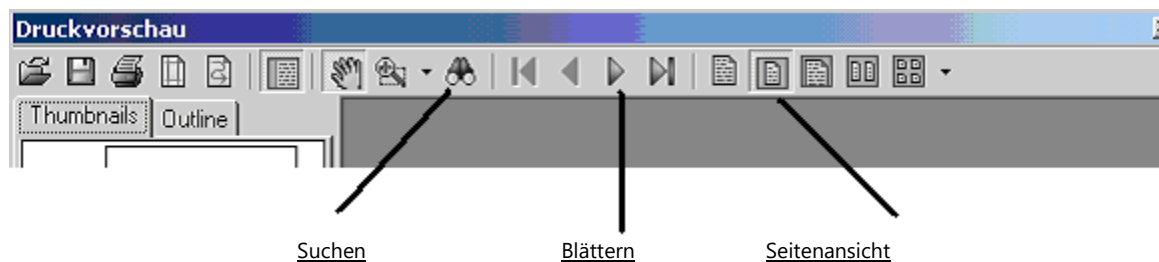 Druckvorschau
Thumbnails Outline
Suchen Blättern Seitenansicht